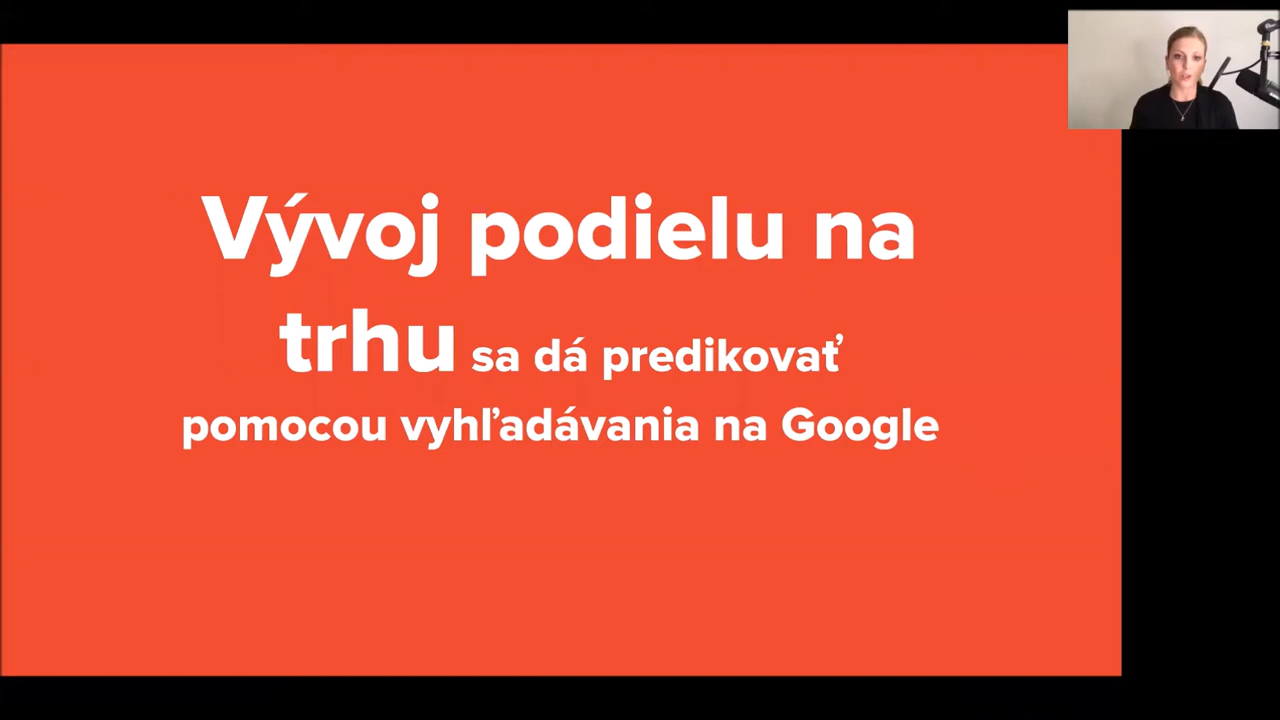 Vývoj podielu na
trhu sa dá predikovať
pomocou vyhľadávania na Google